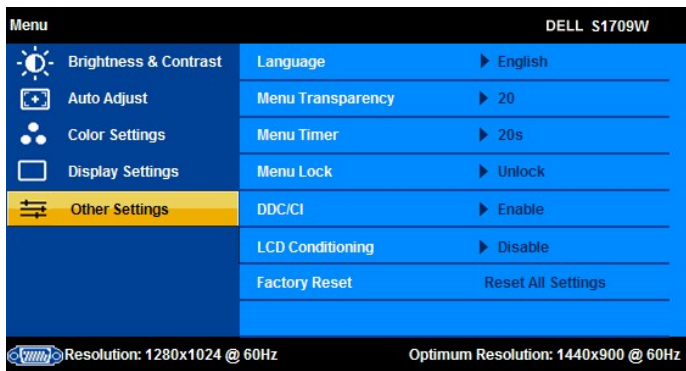 Menu DELL S1709W
Brightness & Contrast Language English
Auto Adjust Menu Transparency 20
Color Settings Menu Timer 20s
Display Settings Menu Lock Unlock
Other Settings DDC/CI Enable
LCD Conditioning Disable
Factory Reset Reset All Settings
Resolution: 1280x1024 @ 60Hz Optimum Resolution: 1440x900 @ 60Hz